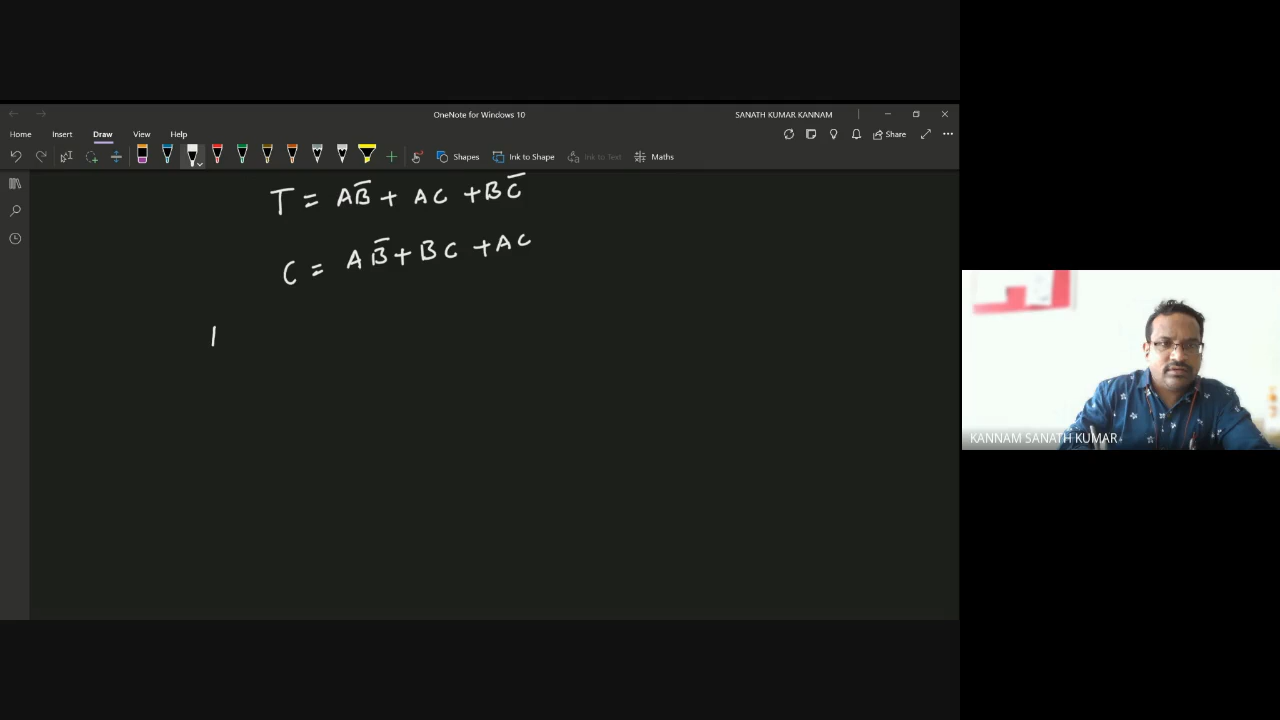 OneNote for Windows 10
SANATH KUMAR KANNAM
Home Insert Draw View Help
Share
Shapes Ink to Shape Ink to Text Maths
T = AB̅ + AC + BC̅
C = AB̅ + BC + AC
|
KANNAM SANATH KUMAR